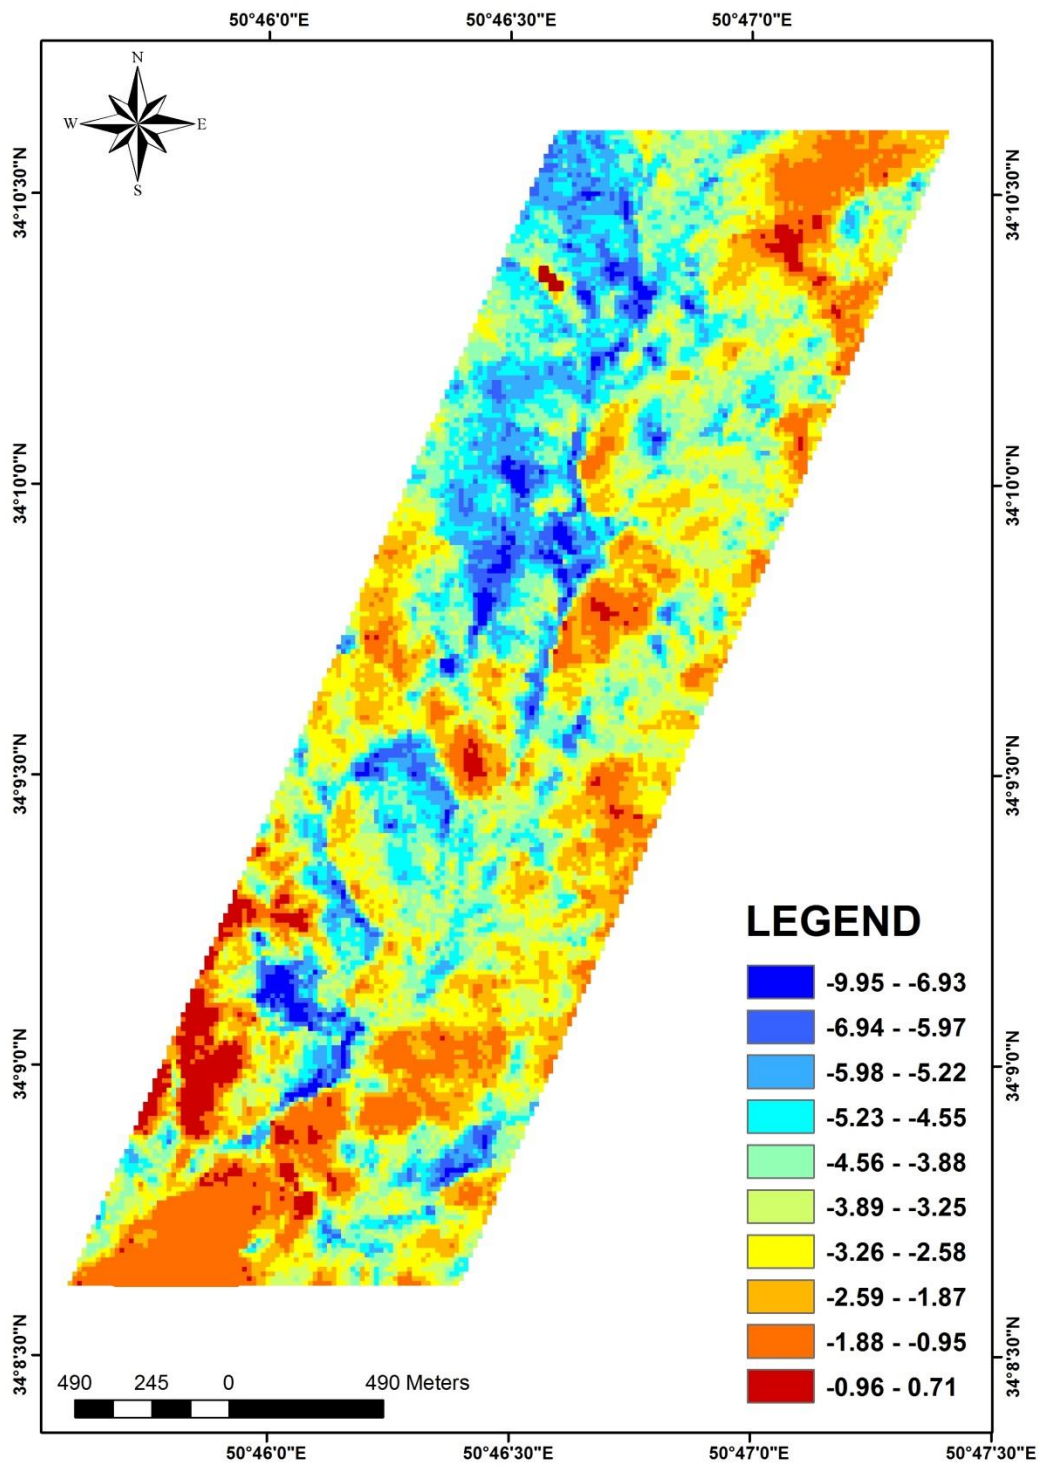 50°46'0"E 50°46'30"E 50°47'0"E
N
W E
S
34°10'30"N 34°10'30"N
34°10'0"N 34°10'0"N
34°9'30"N 34°9'30"N
LEGEND
-9.95 - -6.93
-6.94 - -5.97
-5.98 - -5.22
34°9'0"N 34°9'0"N
-5.23 - -4.55
-4.56 - -3.88
-3.89 - -3.25
-3.26 - -2.58
-2.59 - -1.87
-1.88 - -0.95
34°8'30"N 34°8'30"N
-0.96 - 0.71
490 245 0 490 Meters
50°46'0"E 50°46'30"E 50°47'0"E 50°47'30"E